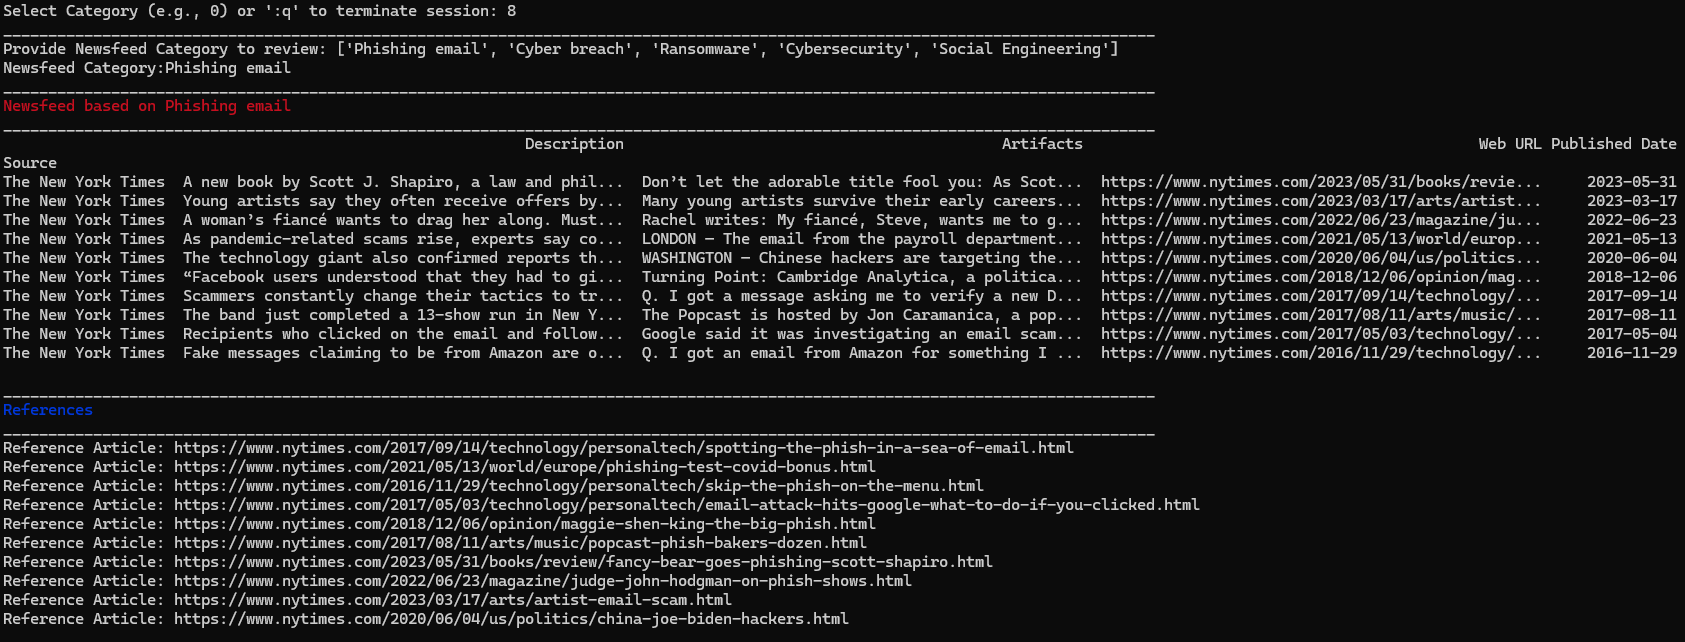 Select Category (e.g., 0) or ':q' to terminate session: 8
Provide Newsfeed Category to review: ['Phishing email', 'Cyber breach', 'Ransomware', 'Cybersecurity', 'Social Engineering']
Newsfeed Category:Phishing email
Newsfeed based on Phishing email
Description Artifacts Web URL Published Date
Source
The New York Times A new book by Scott J. Shapiro, a law and phil... Don’t let the adorable title fool you: As Scot... https://www.nytimes.com/2023/05/31/books/revie... 2023-05-31
The New York Times Young artists say they often receive offers by... Many young artists survive their early careers... https://www.nytimes.com/2023/03/17/arts/artist... 2023-03-17
The New York Times A woman’s fiancé wants to drag her along. Must... Rachel writes: My fiancé, Steve, wants me to g... https://www.nytimes.com/2022/06/23/magazine/ju... 2022-06-23
The New York Times As pandemic-related scams rise, experts say co... LONDON — The email from the payroll department... https://www.nytimes.com/2021/05/13/world/europ... 2021-05-13
The New York Times The technology giant also confirmed reports th... WASHINGTON — Chinese hackers are targeting the... https://www.nytimes.com/2020/06/04/us/politics... 2020-06-04
The New York Times “Facebook users understood that they had to gi... Turning Point: Cambridge Analytica, a politica... https://www.nytimes.com/2018/12/06/opinion/mag... 2018-12-06
The New York Times Scammers constantly change their tactics to tr... Q. I got a message asking me to verify a new D... https://www.nytimes.com/2017/09/14/technology/... 2017-09-14
The New York Times The band just completed a 13-show run in New Y... The Popcast is hosted by Jon Caramanica, a pop... https://www.nytimes.com/2017/08/11/arts/music/... 2017-08-11
The New York Times Recipients who clicked on the email and follow... Google said it was investigating an email scam... https://www.nytimes.com/2017/05/03/technology/... 2017-05-04
The New York Times Fake messages claiming to be from Amazon are o... Q. I got an email from Amazon for something I ... https://www.nytimes.com/2016/11/29/technology/... 2016-11-29
References
Reference Article: https://www.nytimes.com/2017/09/14/technology/personaltech/spotting-the-phish-in-a-sea-of-email.html
Reference Article: https://www.nytimes.com/2021/05/13/world/europe/phishing-test-covid-bonus.html
Reference Article: https://www.nytimes.com/2016/11/29/technology/personaltech/skip-the-phish-on-the-menu.html
Reference Article: https://www.nytimes.com/2017/05/03/technology/personaltech/email-attack-hits-google-what-to-do-if-you-clicked.html
Reference Article: https://www.nytimes.com/2018/12/06/opinion/maggie-shen-king-the-big-phish.html
Reference Article: https://www.nytimes.com/2017/08/11/arts/music/popcast-phish-bakers-dozen.html
Reference Article: https://www.nytimes.com/2023/05/31/books/review/fancy-bear-goes-phishing-scott-shapiro.html
Reference Article: https://www.nytimes.com/2022/06/23/magazine/judge-john-hodgman-on-phish-shows.html
Reference Article: https://www.nytimes.com/2023/03/17/arts/artist-email-scam.html
Reference Article: https://www.nytimes.com/2020/06/04/us/politics/china-joe-biden-hackers.html